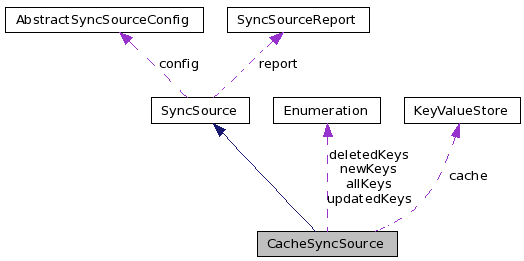 AbstractSyncSourceConfig
SyncSourceReport
config
report
SyncSource
Enumeration
KeyValueStore
deletedKeys
newKeys
allKeys
updatedKeys
cache
CacheSyncSource